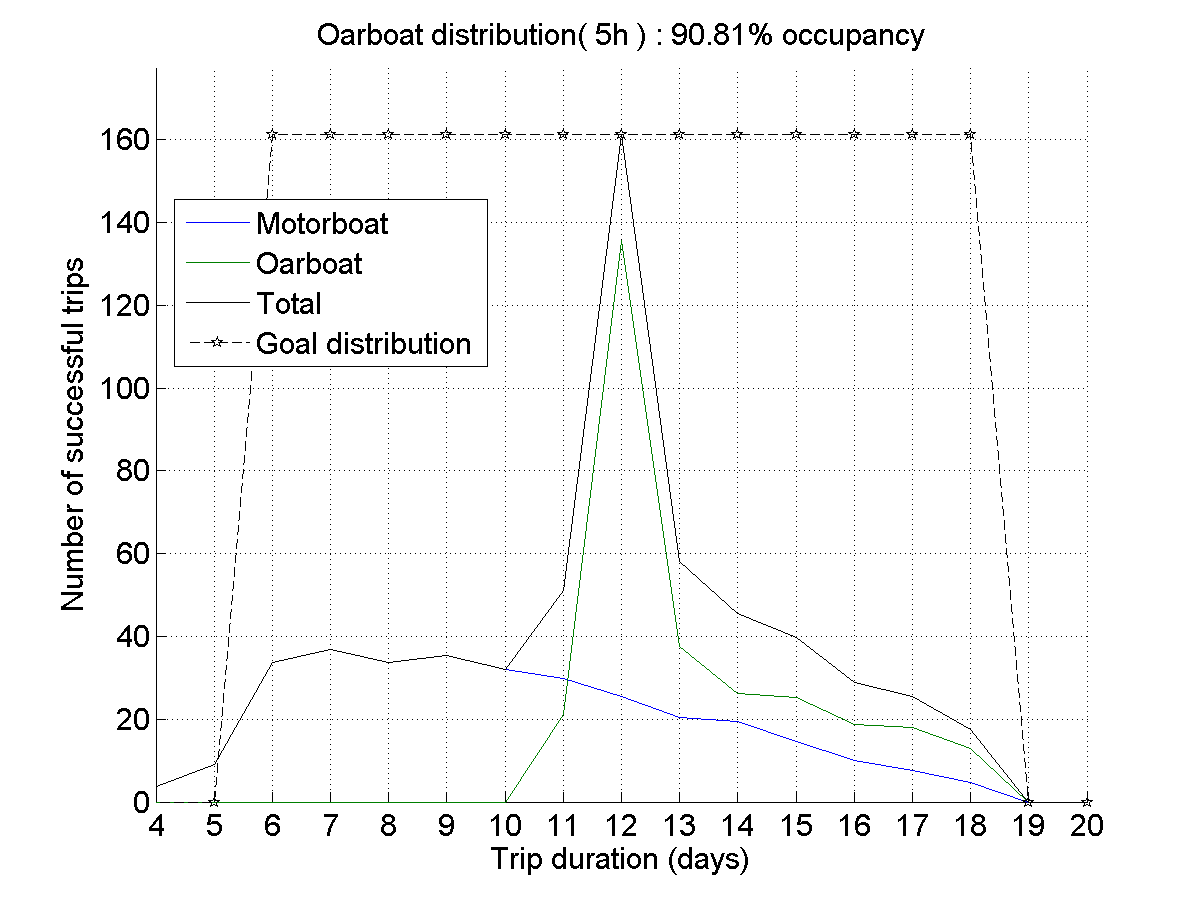 Oarboat distribution( 5h ) : 90.81% occupancy
Number of successful trips
160
140
120
100
80
60
40
20
0
Motorboat
Oarboat
Total
Goal distribution
4 5 6 7 8 9 10 11 12 13 14 15 16 17 18 19 20
Trip duration (days)